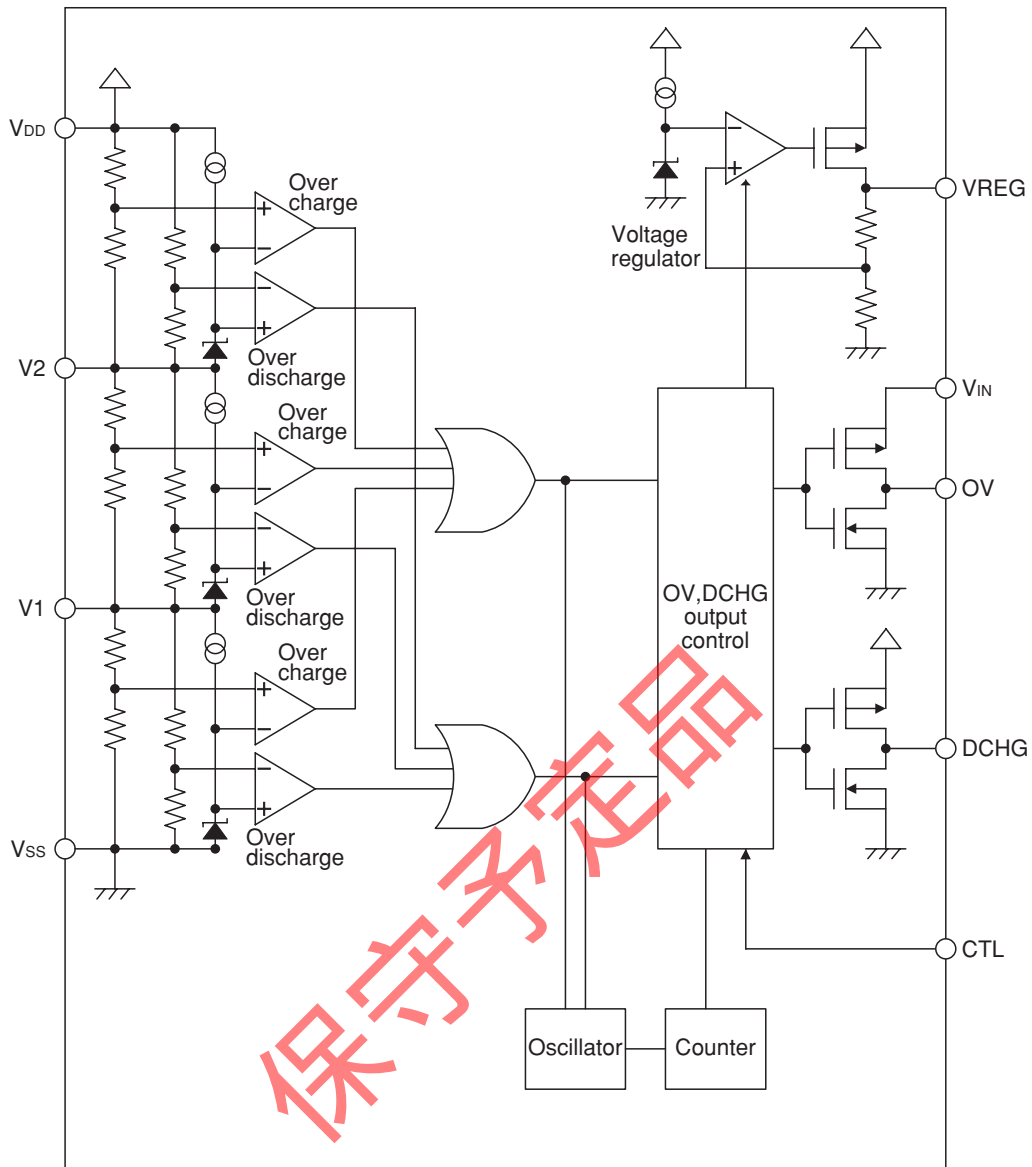 VDD
Over
charge
+
−
−
+
Over
discharge
V2
Over
charge
+
−
−
+
Over
discharge
V1
Over
charge
+
−
−
+
Over
discharge
VSS
−
+
Voltage
regulator
VREG
VIN
OV
OV,DCHG
output
control
DCHG
CTL
Oscillator
Counter
保守予定品